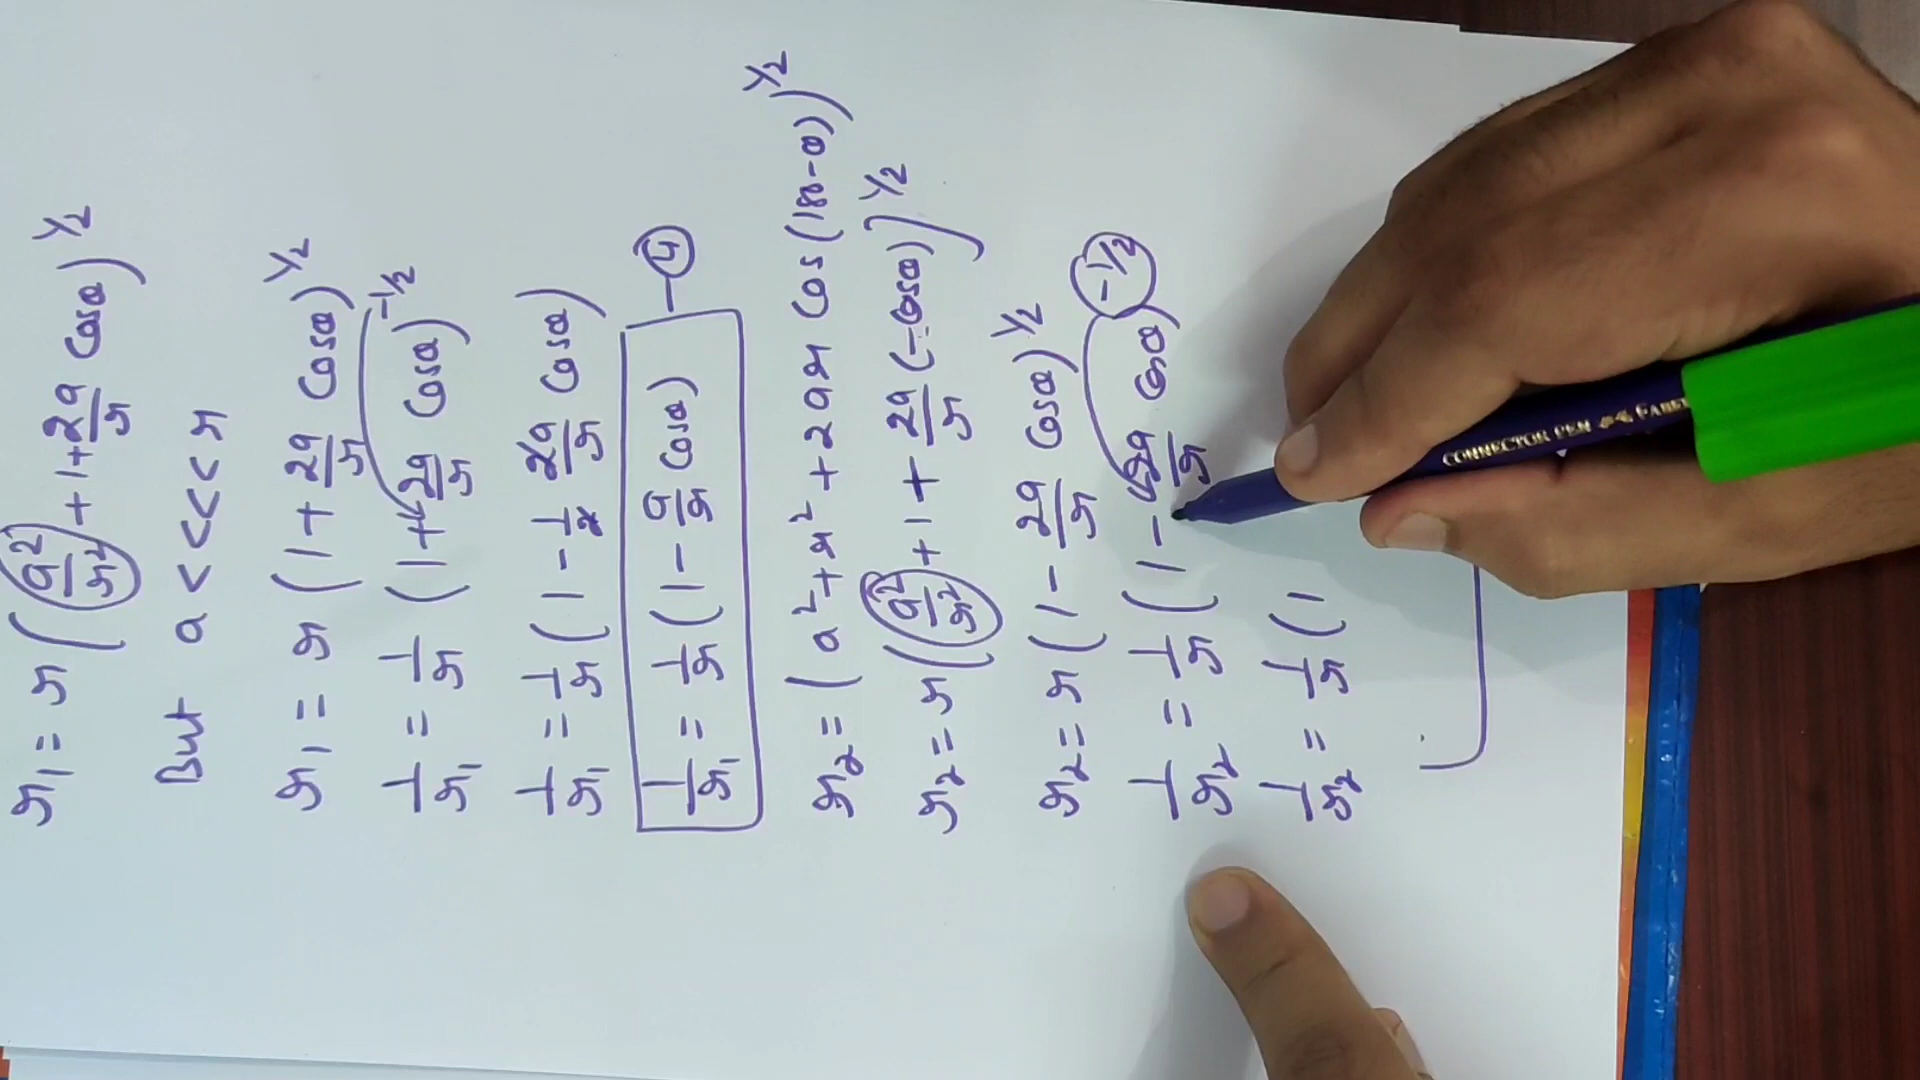 r₁ = r (a²/r² + 1 + 2a/r Cosθ)^1/2
But a <<< r
r₁ = r (1 + 2a/r Cosθ)^1/2
1/r₁ = 1/r (1 + 2a/r Cosθ)^-1/2
1/r₁ = 1/r (1 - 1/2 2a/r Cosθ)
1/r₁ = 1/r (1 - a/r Cosθ) —④
r₂ = (a² + r² + 2ar Cos(180-θ))^1/2
r₂ = r (a²/r² + 1 + 2a/r (-Cosθ))^1/2
r₂ = r (1 - 2a/r Cosθ)^1/2
1/r₂ = 1/r (1 - 2a/r Cosθ)^-1/2
1/r₂ = 1/r (1
CONNECTOR PEN